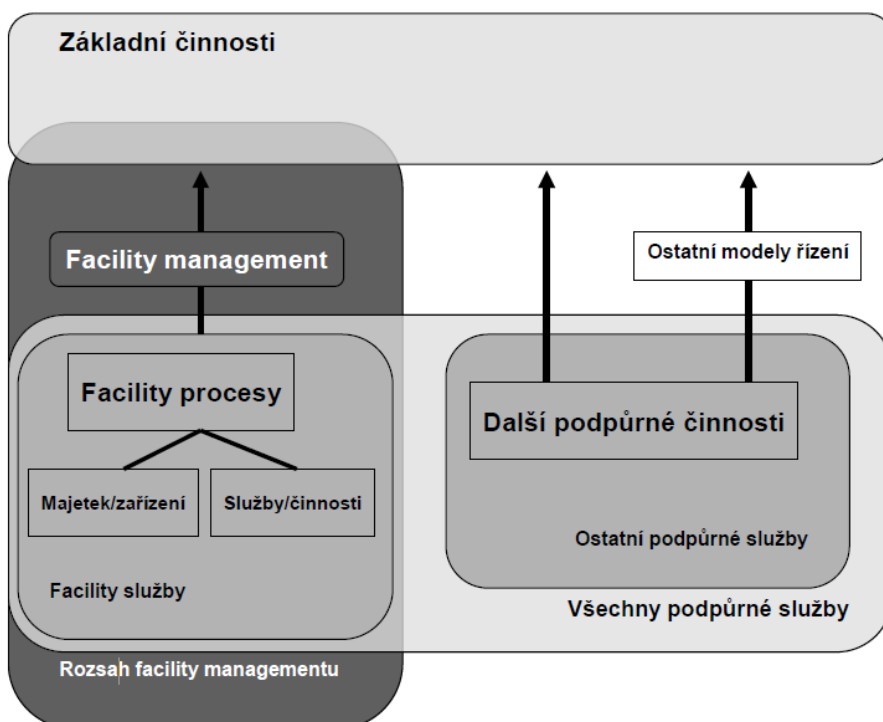 Základní činnosti
Facility management
Ostatní modely řízení
Facility procesy
Další podpůrné činnosti
Majetek/zařízení
Služby/činnosti
Ostatní podpůrné služby
Facility služby
Všechny podpůrné služby
Rozsah facility managementu